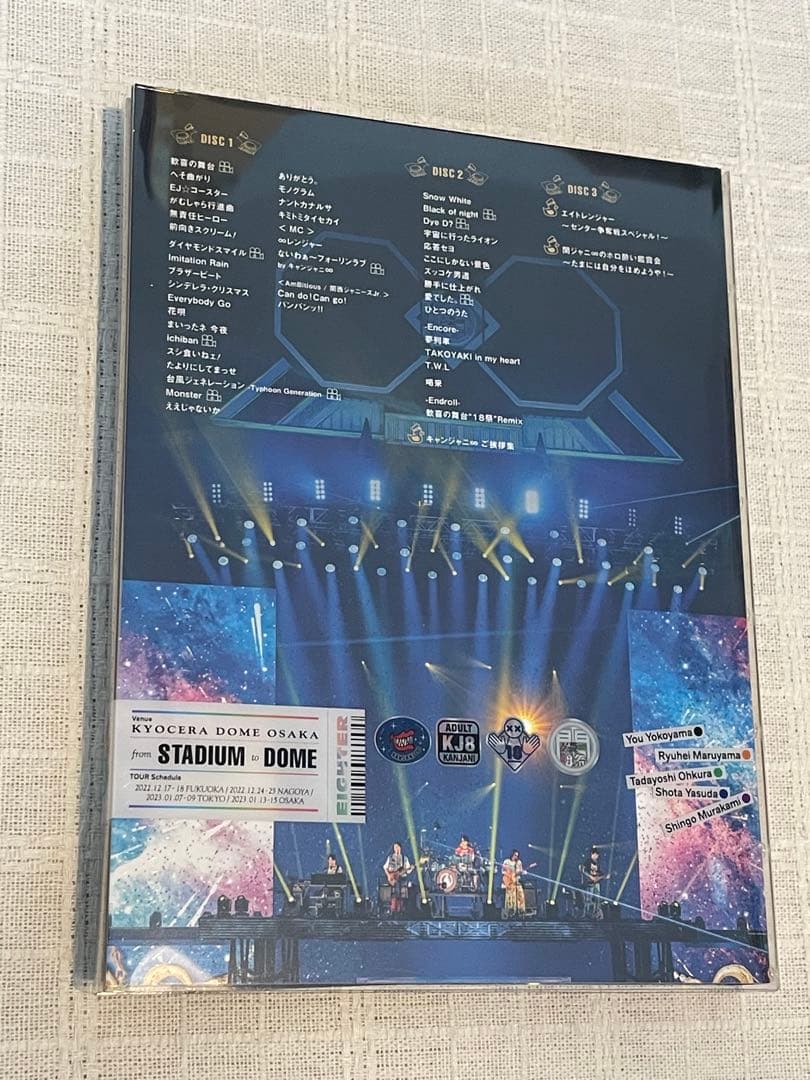 DISC 1
歓喜の舞台
へそ曲がり
EJ☆コースター
がむしゃら行進曲
無責任ヒーロー
前向きスクリーム!
ダイヤモンドスマイル
Imitation Rain
ブラザービート
シンデレラ・クリスマス
Everybody Go
花唄
まいったネ 今夜
Ichiban
スシ食いねェ!
たよりにしてまっせ
台風ジェネレーション -Typhoon Generation-
Monster
ええじゃないか
ありがとう。
モノグラム
ナントカナルサ
キミトミタイセカイ
< MC >
∞レンジャー
ないわぁ〜フォーリンラブ
by キャンジャニ∞
<AmBitious / 関西ジャニーズJr.>
Can do! Can go!
バンバンッ!!
DISC 2
Snow White
Black of night
Dye D?
宇宙に行ったライオン
応答セヨ
ここにしかない景色
ズッコケ男道
勝手に仕上がれ
愛でした。
ひとつのうた
-Encore-
夢列車
TAKOYAKI in my heart
T.W.L
喝采
-Endroll-
歓喜の舞台"18祭"Remix
キャンジャニ∞ ご挨拶集
DISC 3
エイトレンジャー
〜センター争奪戦スペシャル!〜
関ジャニ∞のホロ酔い鑑賞会
〜たまには自分をほめようや!〜
Venue
KYOCERA DOME OSAKA
from STADIUM to DOME
TOUR Schedule
2022.12.17-18 FUKUOKA / 2022.12.24-25 NAGOYA /
2023.01.07-09 TOKYO / 2023.01.13-15 OSAKA
EIGHTER
ADULT
KJ8
KANJANI
XX
18
You Yokoyama
Ryuhei Maruyama
Tadayoshi Ohkura
Shota Yasuda
Shingo Murakami